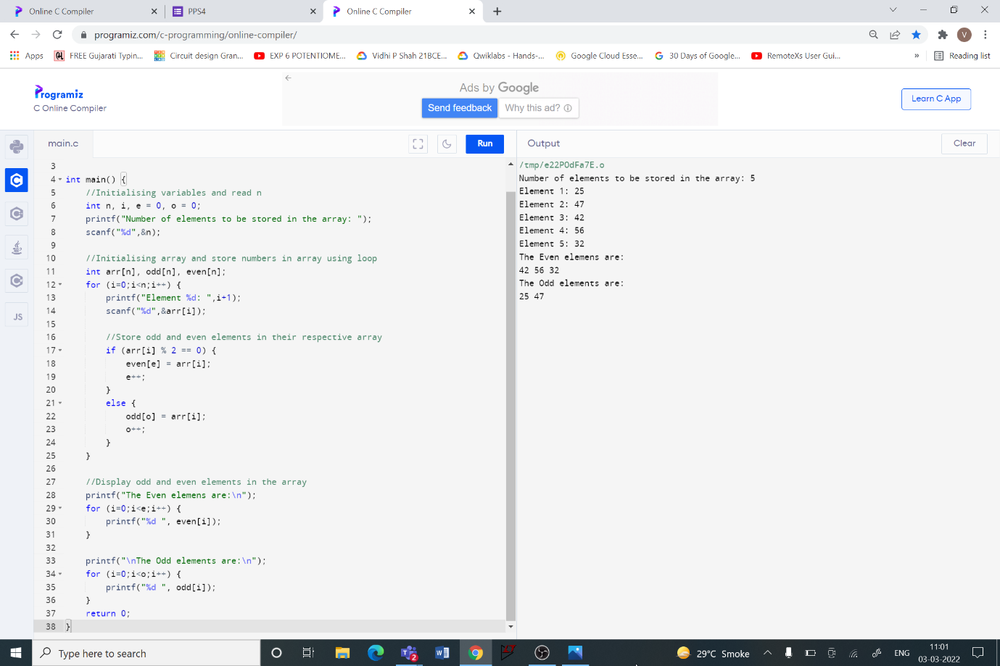 Online C Compiler
PPS4
Online C Compiler
programiz.com/c-programming/online-compiler/
V
Apps
FREE Gujarati Typin...
Circuit design Gran...
EXP 6 POTENTIOME...
Vidhi P Shah 21BCE...
Qwiklabs - Hands-...
Google Cloud Esse...
30 Days of Google...
RemoteXs User Gui...
»
Reading list
Programiz
C Online Compiler
Ads by Google
Send feedback
Why this ad?
Learn C App
main.c
Run
Output
Clear
JS
3
4 int main() {
5 //Initialising variables and read n
6 int n, i, e = 0, o = 0;
7 printf("Number of elements to be stored in the array: ");
8 scanf("%d",&n);
9
10 //Initialising array and store numbers in array using loop
11 int arr[n], odd[n], even[n];
12 for (i=0;i<n;i++) {
13 printf("Element %d: ",i+1);
14 scanf("%d",&arr[i]);
15
16 //Store odd and even elements in their respective array
17 if (arr[i] % 2 == 0) {
18 even[e] = arr[i];
19 e++;
20 }
21 else {
22 odd[o] = arr[i];
23 o++;
24 }
25 }
26
27 //Display odd and even elements in the array
28 printf("The Even elemens are:\n");
29 for (i=0;i<e;i++) {
30 printf("%d ", even[i]);
31 }
32
33 printf("\nThe Odd elements are:\n");
34 for (i=0;i<o;i++) {
35 printf("%d ", odd[i]);
36 }
37 return 0;
38 }
/tmp/e22POdFa7E.o
Number of elements to be stored in the array: 5
Element 1: 25
Element 2: 47
Element 3: 42
Element 4: 56
Element 5: 32
The Even elemens are:
42 56 32
The Odd elements are:
25 47
Type here to search
2
29°C Smoke
ENG
11:01
03-03-2022